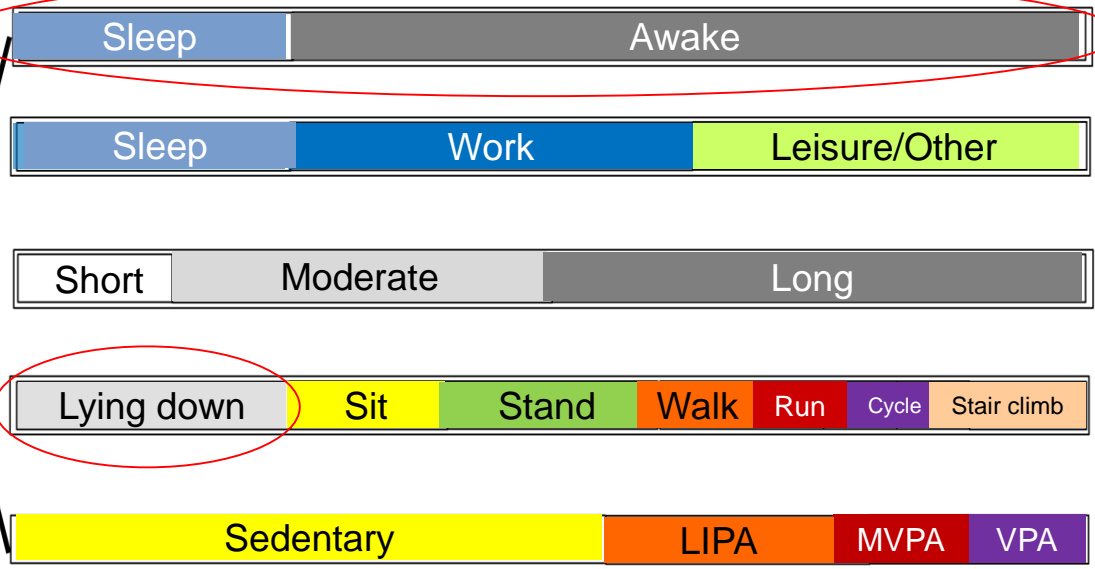 Sleep Awake
Sleep Work Leisure/Other
Short Moderate Long
Lying down Sit Stand Walk Run Cycle Stair climb
Sedentary LIPA MVPA VPA